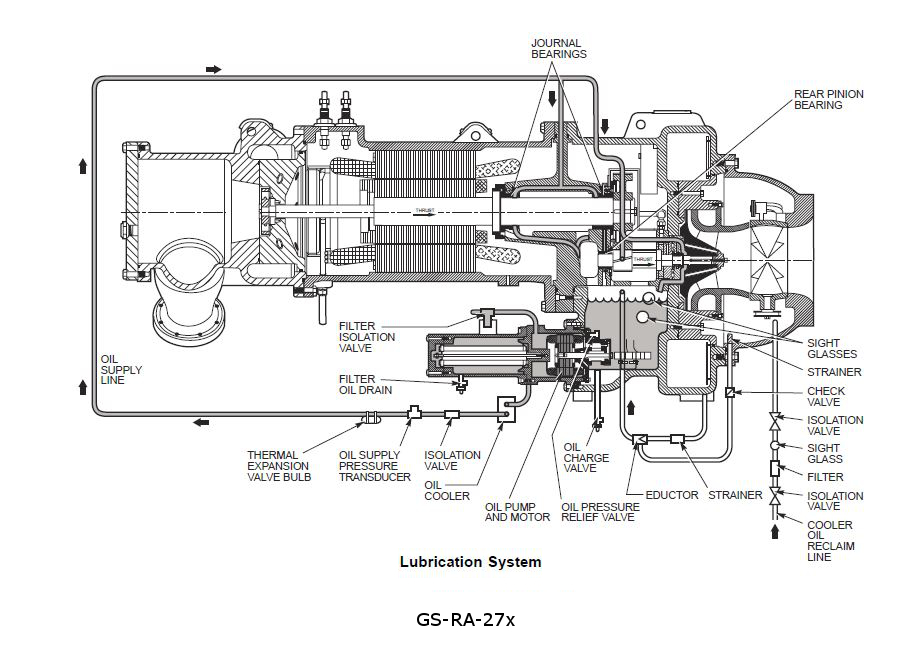 JOURNAL
BEARINGS
REAR PINION
BEARING
THRUST
THRUST
FILTER
ISOLATION
VALVE
OIL
SUPPLY
LINE
FILTER
OIL DRAIN
SIGHT
GLASSES
STRAINER
CHECK
VALVE
ISOLATION
VALVE
SIGHT
GLASS
FILTER
ISOLATION
VALVE
COOLER
OIL
RECLAIM
LINE
THERMAL
EXPANSION
VALVE BULB
OIL SUPPLY
PRESSURE
TRANSDUCER
ISOLATION
VALVE
OIL
COOLER
OIL
CHARGE
VALVE
OIL PUMP
AND MOTOR
OIL PRESSURE
RELIEF VALVE
EDUCTOR
STRAINER
Lubrication System
GS-RA-27x